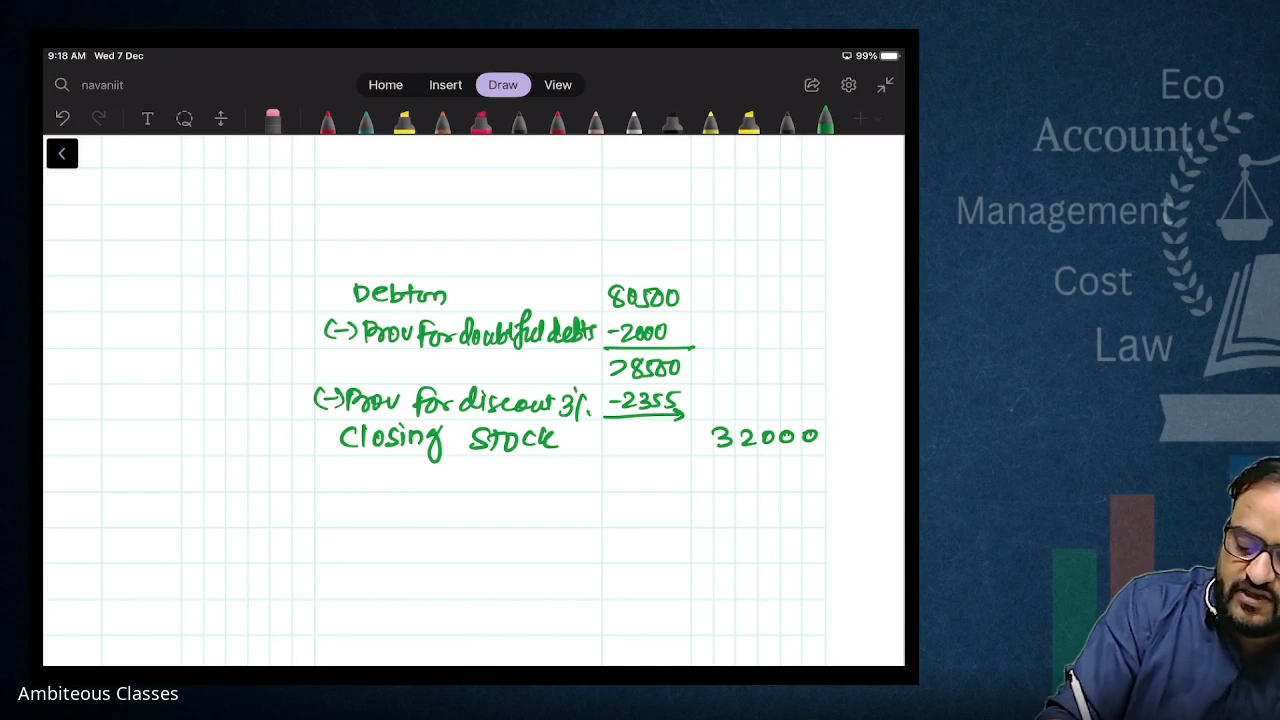 9:18 AM Wed 7 Dec
99%
navaniit
Home Insert Draw View
Debtors 80500
(-) Prov for doubtful debts -2000
78500
(-) Prov for discount 3%. -2355
Closing Stock 32000
Eco
Account
Management
Cost
Law
Ambiteous Classes